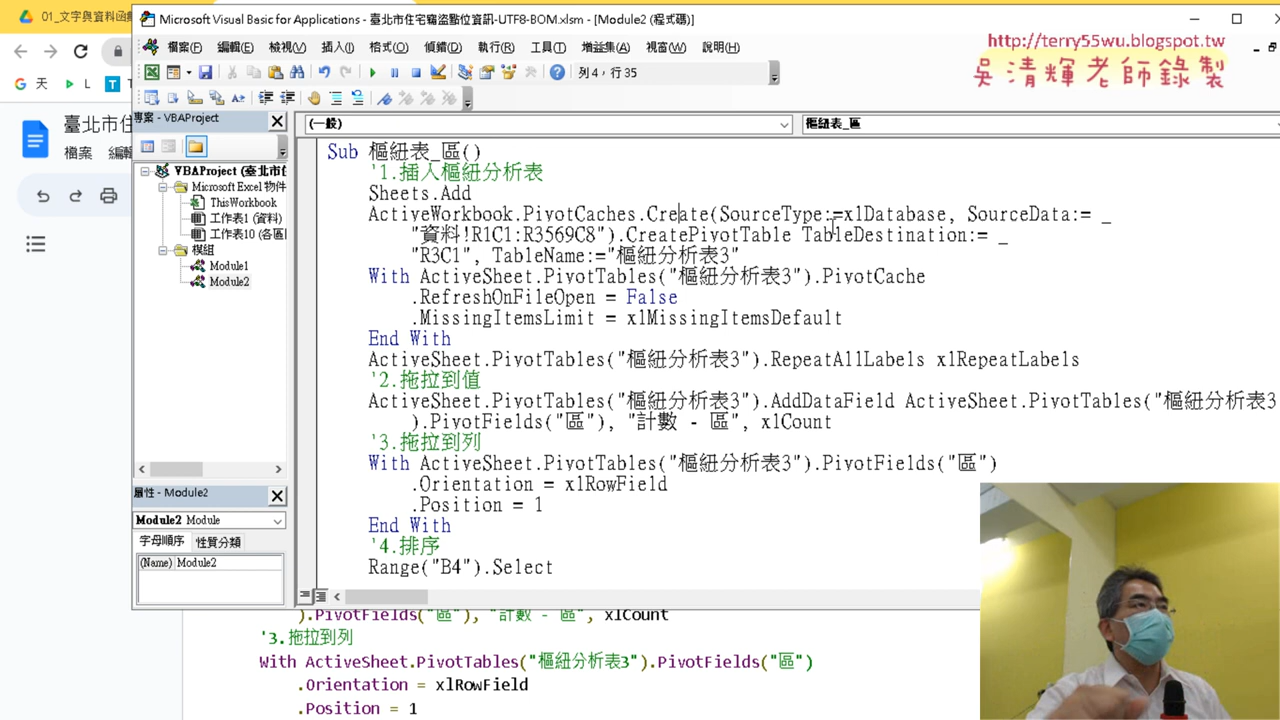 01_文字與資料函
Microsoft Visual Basic for Applications - 臺北市住宅竊盜點位資訊-UTF8-BOM.xlsm - [Module2 (程式碼)]
http://terry55wu.blogspot.tw
吳清輝老師錄製
檔案(F) 編輯(E) 檢視(V) 插入(I) 格式(O) 偵錯(D) 執行(R) 工具(T) 增益集(A) 視窗(W) 說明(H)
列 4，行 35
天
L
臺北市住
檔案 編輯
專案 - VBAProject
VBAProject (臺北市住
Microsoft Excel 物件
ThisWorkbook
工作表1 (資料)
工作表10 (各區
模組
Module1
Module2
屬性 - Module2
Module2 Module
字母順序 性質分類
(Name) Module2
(一般)
樞紐表_區
Sub 樞紐表_區()
'1.插入樞紐分析表
Sheets.Add
ActiveWorkbook.PivotCaches.Create(SourceType:=xlDatabase, SourceData:= _
"資料!R1C1:R3569C8").CreatePivotTable TableDestination:= _
"R3C1", TableName:="樞紐分析表3"
With ActiveSheet.PivotTables("樞紐分析表3").PivotCache
.RefreshOnFileOpen = False
.MissingItemsLimit = xlMissingItemsDefault
End With
ActiveSheet.PivotTables("樞紐分析表3").RepeatAllLabels xlRepeatLabels
'2.拖拉到值
ActiveSheet.PivotTables("樞紐分析表3").AddDataField ActiveSheet.PivotTables("樞紐分析表3
).PivotFields("區"), "計數 - 區", xlCount
'3.拖拉到列
With ActiveSheet.PivotTables("樞紐分析表3").PivotFields("區")
.Orientation = xlRowField
.Position = 1
End With
'4.排序
Range("B4").Select
).PivotFields("區"), "計數 - 區", xlCount
'3.拖拉到列
With ActiveSheet.PivotTables("樞紐分析表3").PivotFields("區")
.Orientation = xlRowField
.Position = 1